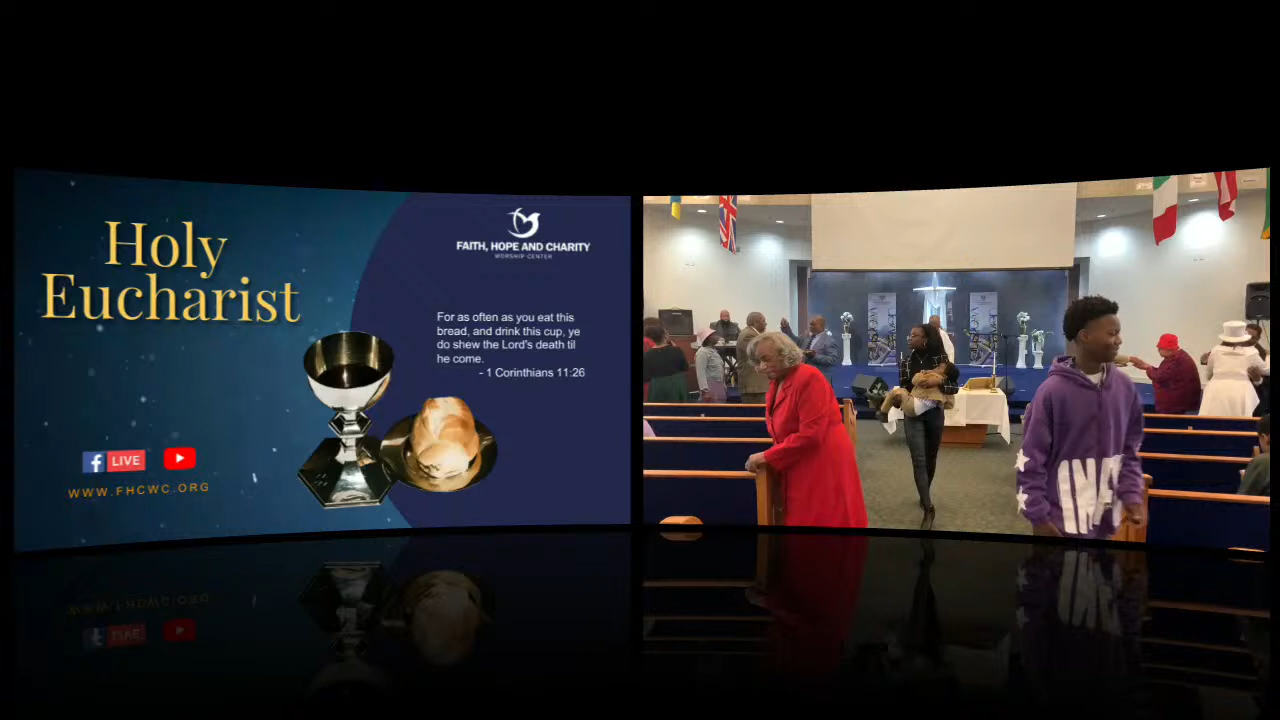 Holy
Eucharist
FAITH, HOPE AND CHARITY
WORSHIP CENTER
For as often as you eat this
bread, and drink this cup, ye
do shew the Lord's death til
he come.
- 1 Corinthians 11:26
f LIVE
WWW.FHCWC.ORG